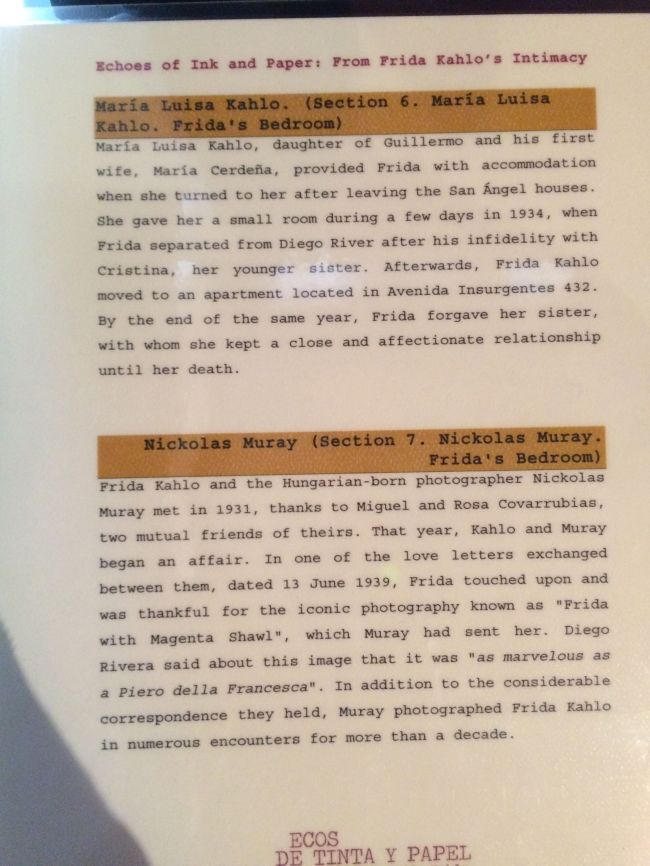 Echoes of Ink and Paper: From Frida Kahlo's Intimacy
María Luisa Kahlo. (Section 6. María Luisa
Kahlo. Frida's Bedroom)
María Luisa Kahlo, daughter of Guillermo and his first
wife, María Cerdeña, provided Frida with accommodation
when she turned to her after leaving the San Ángel houses.
She gave her a small room during a few days in 1934, when
Frida separated from Diego River after his infidelity with
Cristina, her younger sister. Afterwards, Frida Kahlo
moved to an apartment located in Avenida Insurgentes 432.
By the end of the same year, Frida forgave her sister,
with whom she kept a close and affectionate relationship
until her death.
Nickolas Muray (Section 7. Nickolas Muray.
Frida's Bedroom)
Frida Kahlo and the Hungarian-born photographer Nickolas
Muray met in 1931, thanks to Miguel and Rosa Covarrubias,
two mutual friends of theirs. That year, Kahlo and Muray
began an affair. In one of the love letters exchanged
between them, dated 13 June 1939, Frida touched upon and
was thankful for the iconic photography known as "Frida
with Magenta Shawl", which Muray had sent her. Diego
Rivera said about this image that it was "as marvelous as
a Piero della Francesca". In addition to the considerable
correspondence they held, Muray photographed Frida Kahlo
in numerous encounters for more than a decade.
ECOS
DE TINTA Y PAPEL